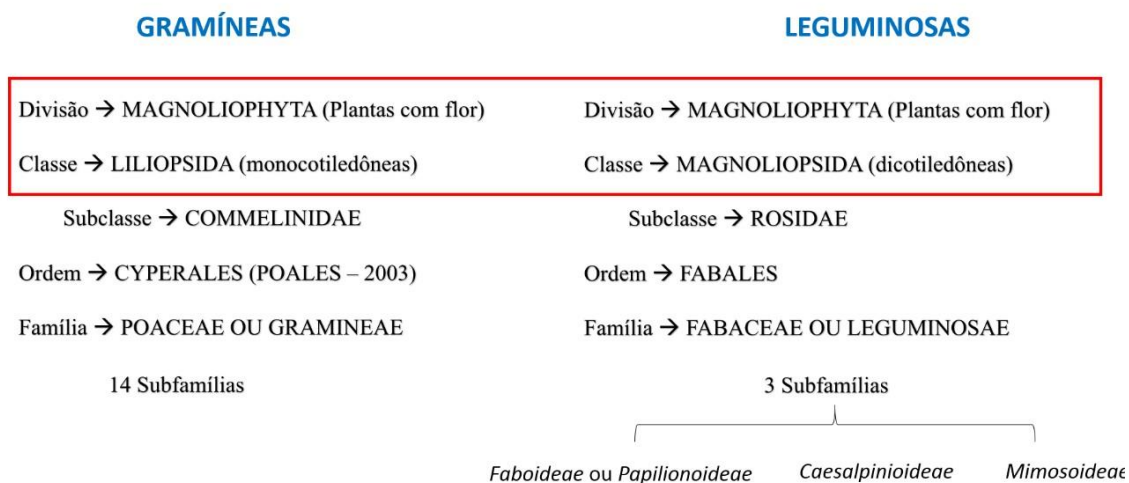 GRAMÍNEAS
Divisão → MAGNOLIOPHYTA (Plantas com flor)
Classe → LILIOPSIDA (monocotiledôneas)
Subclasse → COMMELINIDAE
Ordem → CYPERALES (POALES – 2003)
Família → POACEAE OU GRAMINEAE
14 Subfamílias
LEGUMINOSAS
Divisão → MAGNOLIOPHYTA (Plantas com flor)
Classe → MAGNOLIOPSIDA (dicotiledôneas)
Subclasse → ROSIDAE
Ordem → FABALES
Família → FABACEAE OU LEGUMINOSAE
3 Subfamílias
Faboideae ou Papilionoideae Caesalpinioideae Mimosoideae